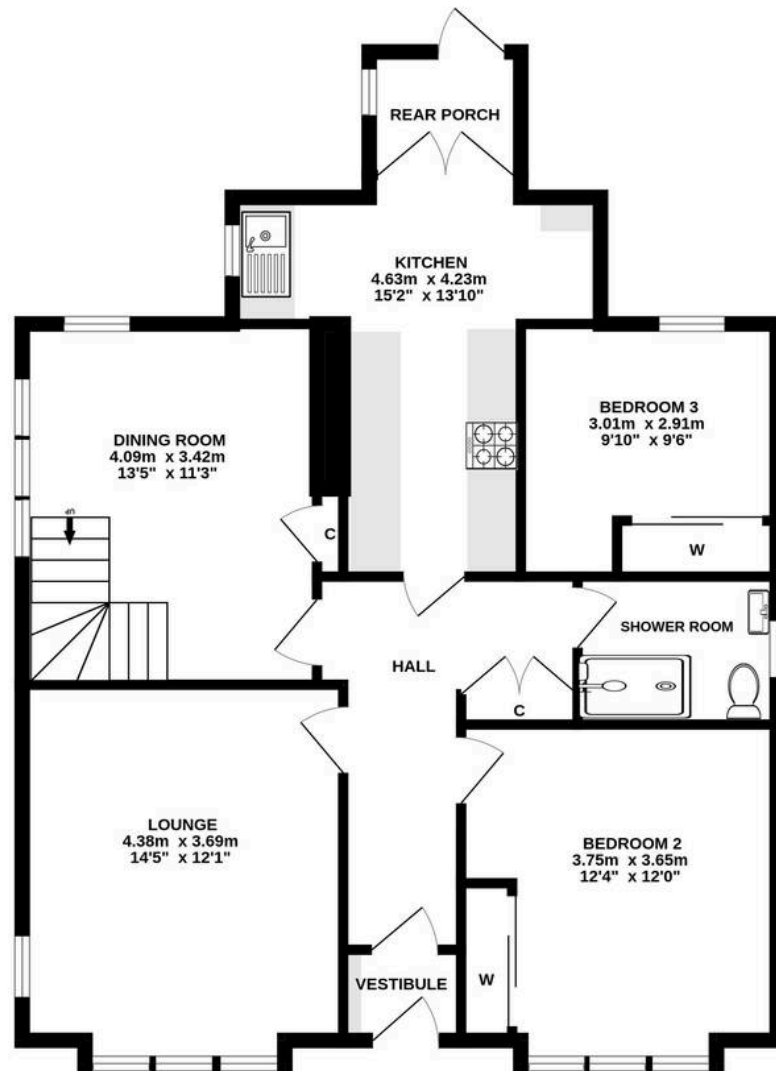 REAR PORCH
KITCHEN
4.63m x 4.23m
15'2" x 13'10"
DINING ROOM
4.09m x 3.42m
13'5" x 11'3"
BEDROOM 3
3.01m x 2.91m
9'10" x 9'6"
UP
C
W
SHOWER ROOM
HALL
C
LOUNGE
4.38m x 3.69m
14'5" x 12'1"
BEDROOM 2
3.75m x 3.65m
12'4" x 12'0"
W
VESTIBULE